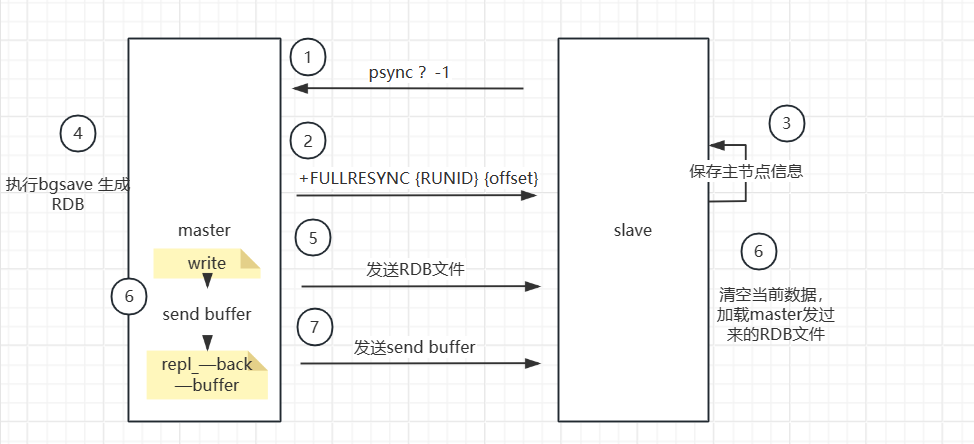 1
psync ? -1
3
4
2
保存主节点信息
执行bgsave 生成
RDB
+FULLRESYNC {RUNID} {offset}
master
slave
5
6
write
发送RDB文件
6
清空当前数据，
加载master发过
来的RDB文件
send buffer
7
发送send buffer
repl_—back
—buffer